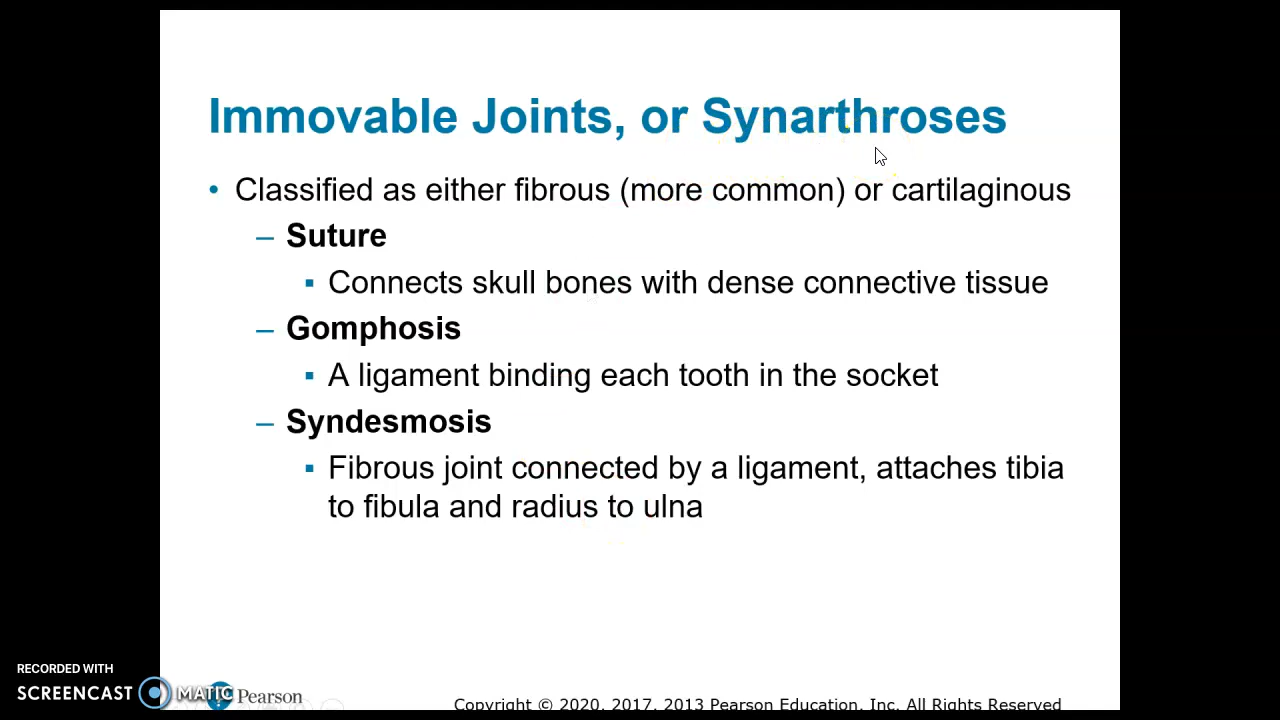 Immovable Joints, or Synarthroses
• Classified as either fibrous (more common) or cartilaginous
– Suture
▪ Connects skull bones with dense connective tissue
– Gomphosis
▪ A ligament binding each tooth in the socket
– Syndesmosis
▪ Fibrous joint connected by a ligament, attaches tibia
to fibula and radius to ulna
RECORDED WITH
SCREENCAST MATIC
Pearson
Copyright © 2020, 2017, 2013 Pearson Education, Inc. All Rights Reserved